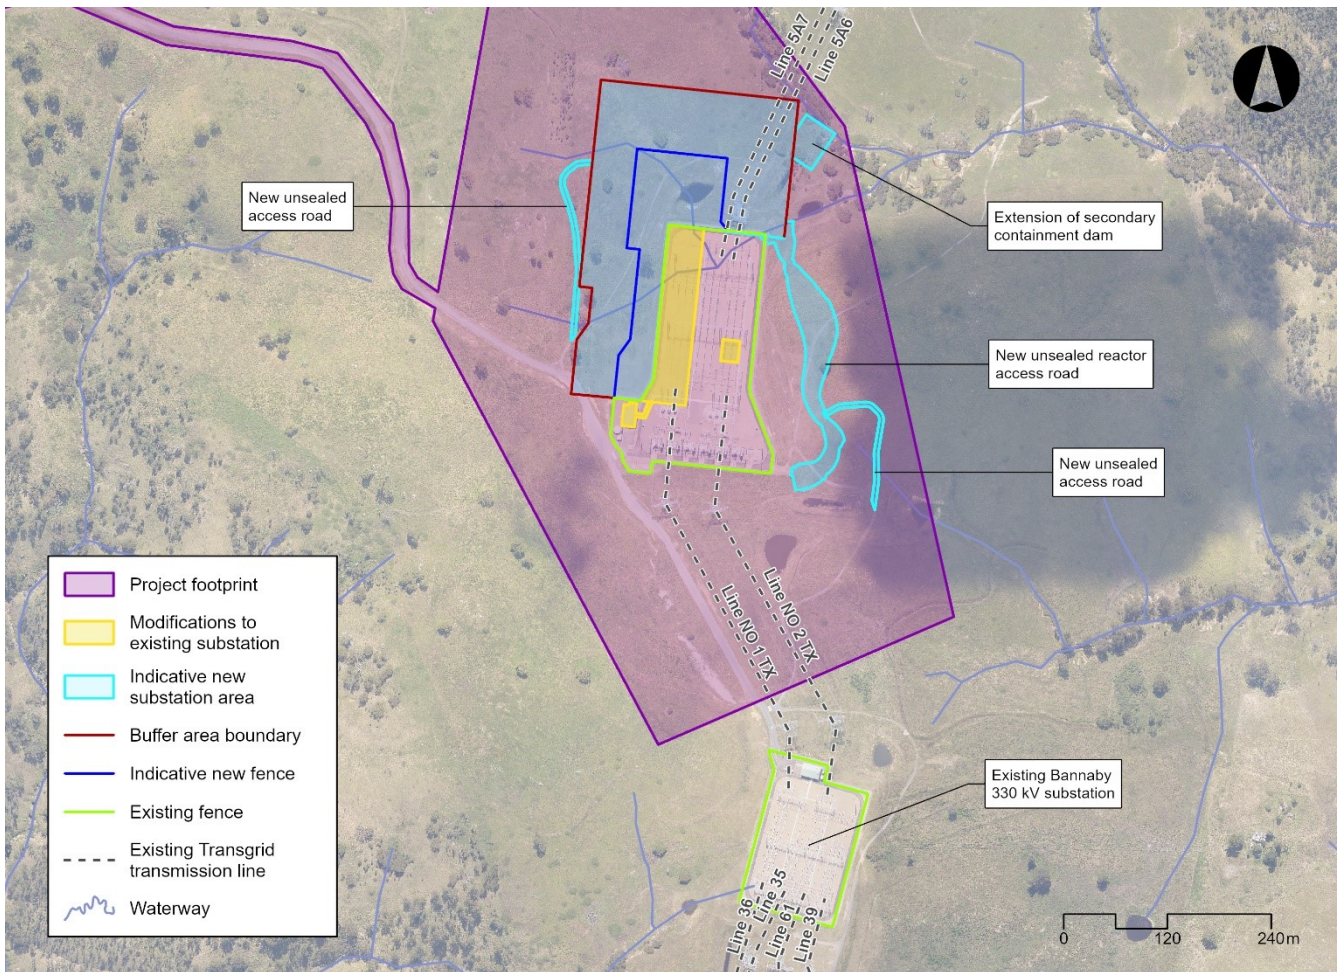 Line 5A7
Line 5A6
New unsealed
access road
Extension of secondary
containment dam
New unsealed reactor
access road
New unsealed
access road
Line NO 1 TX
Line NO 2 TX
Existing Bannaby
330 kV substation
Line 36
Line 35
Line 61
Line 39
Project footprint
Modifications to
existing substation
Indicative new
substation area
Buffer area boundary
Indicative new fence
Existing fence
Existing Transgrid
transmission line
Waterway
0 120 240m